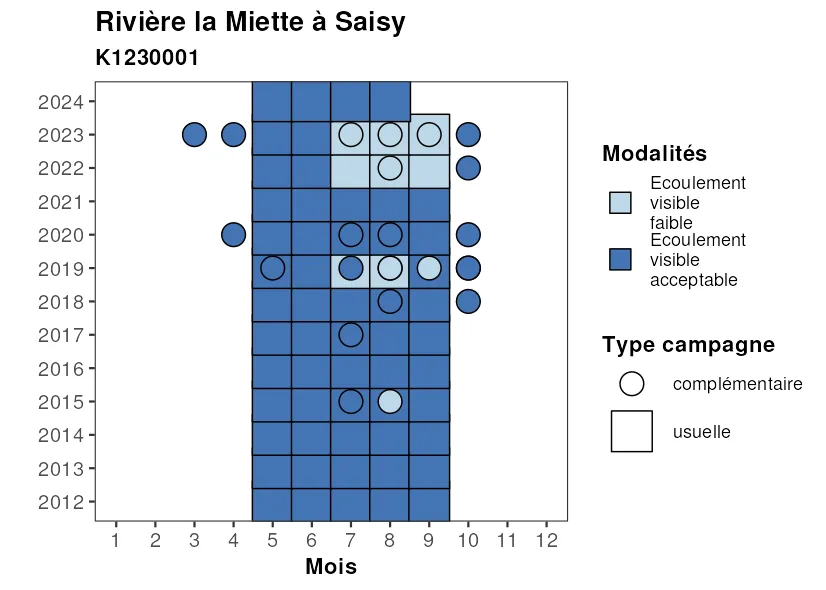 Rivière la Miette à Saisy
K1230001
2024
2023
2022
2021
2020
2019
2018
2017
2016
2015
2014
2013
2012
1 2 3 4 5 6 7 8 9 10 11 12
Mois
Modalités
Ecoulement
visible
faible
Ecoulement
visible
acceptable
Type campagne
complémentaire
usuelle